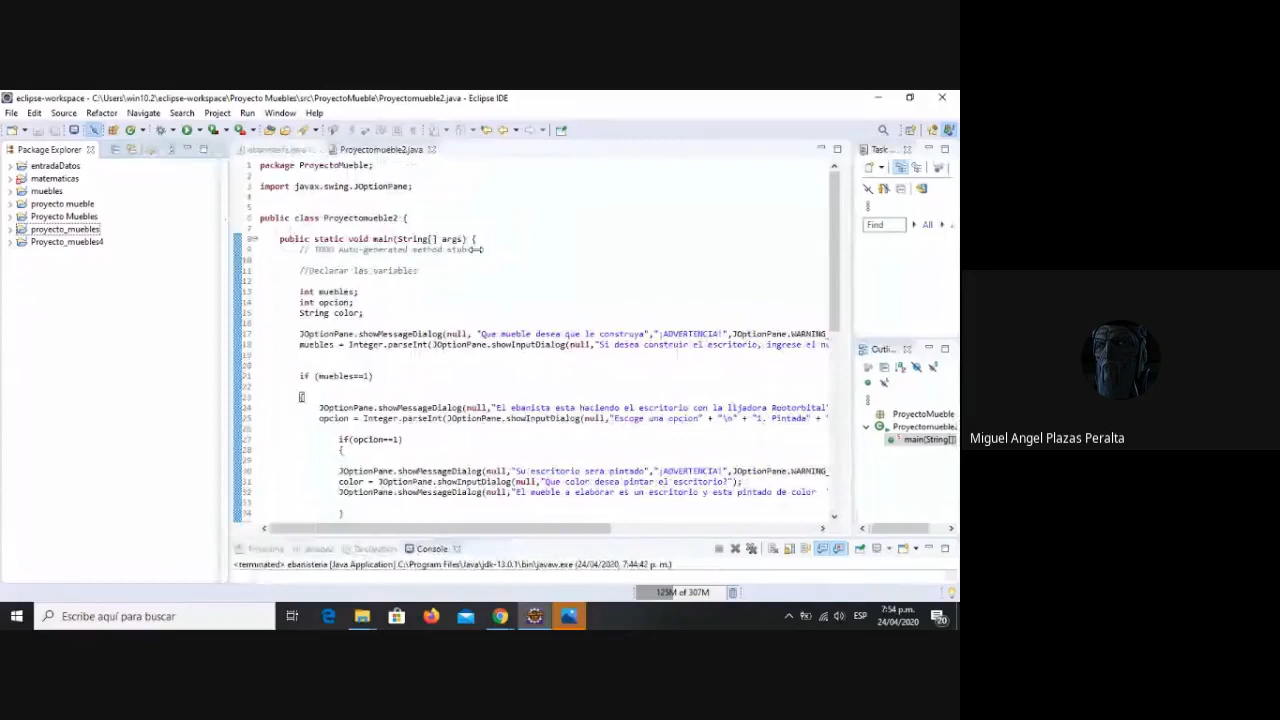 eclipse-workspace - C:\Users\win10.2\eclipse-workspace\Proyecto Muebles\src\ProyectoMueble\Proyectomueble2.java - Eclipse IDE
File Edit Source Refactor Navigate Search Project Run Window Help
Package Explorer
entradaDatos
matematicas
muebles
proyecto mueble
Proyecto Muebles
proyecto_muebles
Proyecto_muebles4
Proyectomueble2.java
1 package ProyectoMueble;
2
3 import javax.swing.JOptionPane;
4
5
6 public class Proyectomueble2 {
7
8 public static void main(String[] args) {
9 // TODO Auto-generated method stub
10
11 //Declarar las variables
12
13 int muebles;
14 int opcion;
15 String color;
16
17 JOptionPane.showMessageDialog(null, "Que mueble desea que le construya","¡ADVERTENCIA!",JOptionPane.WARNING_
18 muebles = Integer.parseInt(JOptionPane.showInputDialog(null,"Si desea construir el escritorio, ingrese el nu
19
20
21 if (muebles==1)
22
23 {
24 JOptionPane.showMessageDialog(null,"El ebanista esta haciendo el escritorio con la lijadora Rootorbital"
25 opcion = Integer.parseInt(JOptionPane.showInputDialog(null,"Escoge una opcion" + "\n" + "1. Pintada" + "
26
27 if(opcion==1)
28 {
29
30 JOptionPane.showMessageDialog(null,"Su escritorio será pintado","¡ADVERTENCIA!",JOptionPane.WARNING_
31 color = JOptionPane.showInputDialog(null,"Que color desea pintar el escritorio?");
32 JOptionPane.showMessageDialog(null,"El mueble a elaborar es un escritorio y esta pintado de color "
33
34 }
Task...
Find
All
Outli...
ProyectoMueble
Proyectomueble
main(String[])
Console
<terminated> ebanisteria [Java Application] C:\Program Files\Java\jdk-13.0.1\bin\javaw.exe (24/04/2020, 7:44:42 p. m.)
125M of 307M
Escribe aquí para buscar
ESP
7:54 p.m.
24/04/2020
20
Miguel Angel Plazas Peralta